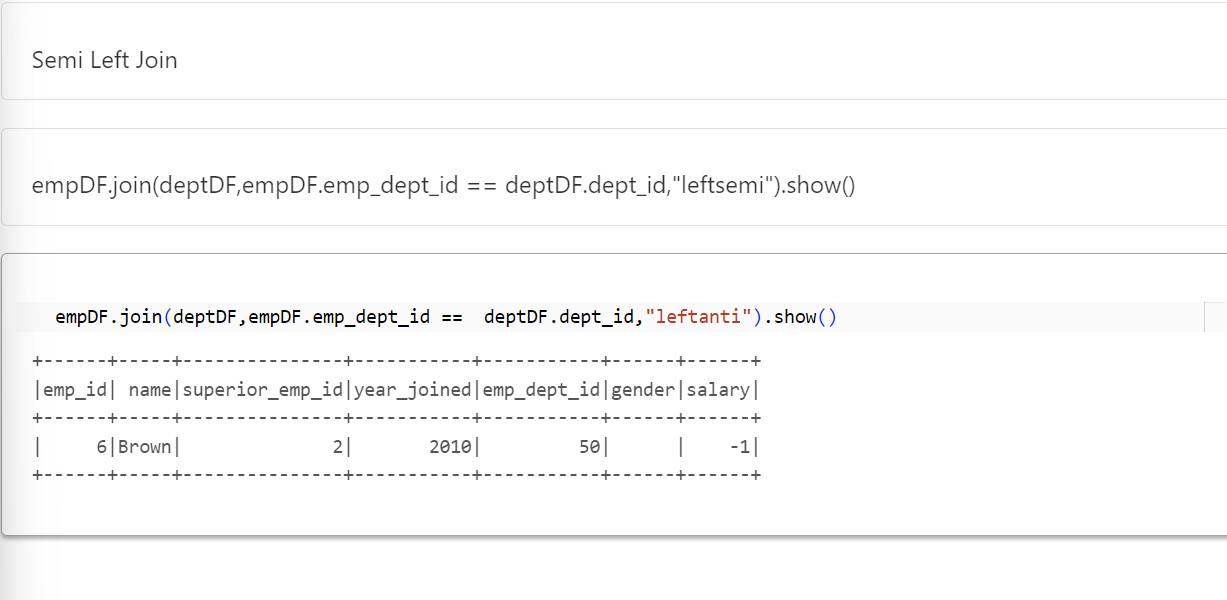 Semi Left Join
empDF.join(deptDF,empDF.emp_dept_id == deptDF.dept_id,"leftsemi").show()
empDF.join(deptDF,empDF.emp_dept_id ==  deptDF.dept_id,"leftanti").show()
+------+-----+---------------+-----------+-----------+------+------+
|emp_id| name|superior_emp_id|year_joined|emp_dept_id|gender|salary|
+------+-----+---------------+-----------+-----------+------+------+
|     6|Brown|              2|       2010|         50|      |    -1|
+------+-----+---------------+-----------+-----------+------+------+